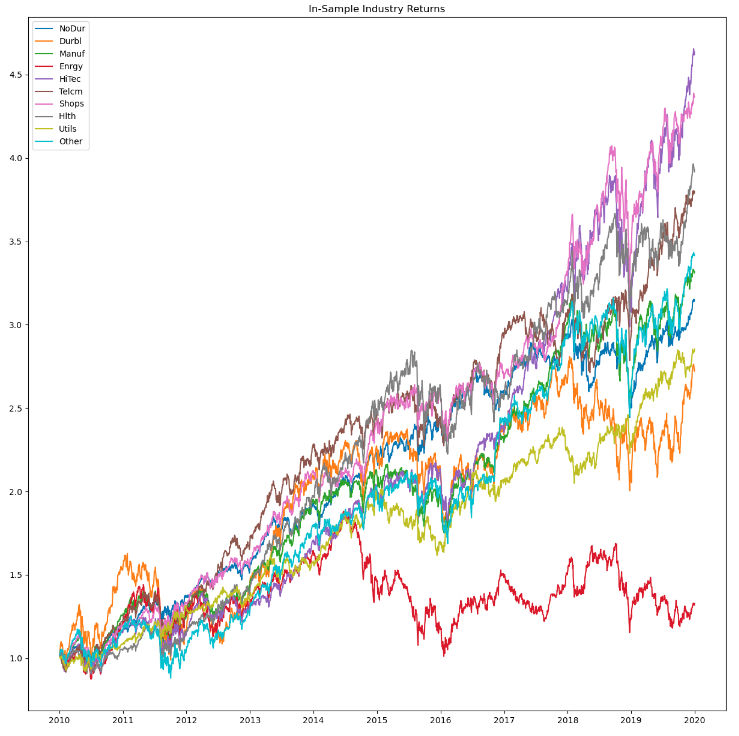 In-Sample Industry Returns
NoDur
Durbl
Manuf
Enrgy
HiTec
Telcm
Shops
Hlth
Utils
Other
4.5
4.0
3.5
3.0
2.5
2.0
1.5
1.0
2010 2011 2012 2013 2014 2015 2016 2017 2018 2019 2020